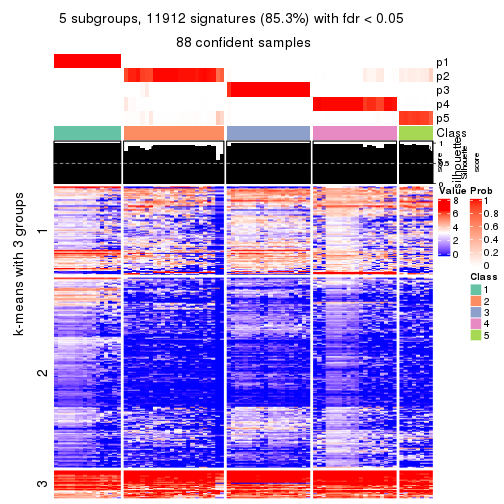 5 subgroups, 11912 signatures (85.3%) with fdr < 0.05
88 confident samples
p1
p2
p3
p4
p5
Class
1
0.5
0
silhouette
Silhouette
score
score
k-means with 3 groups
1
2
3
Value
8
6
4
2
0
Prob
1
0.8
0.6
0.4
0.2
0
Class
1
2
3
4
5